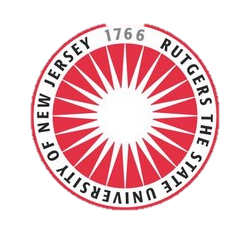 1766
RUTGERS THE STATE UNIVERSITY OF NEW JERSEY